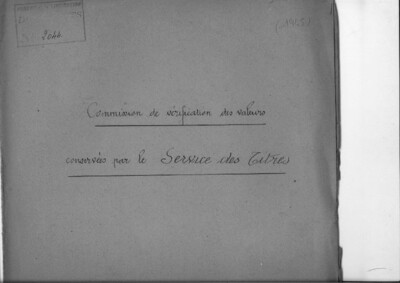 2044
Commission de vérification des valeurs
conservées par le Service des Titres